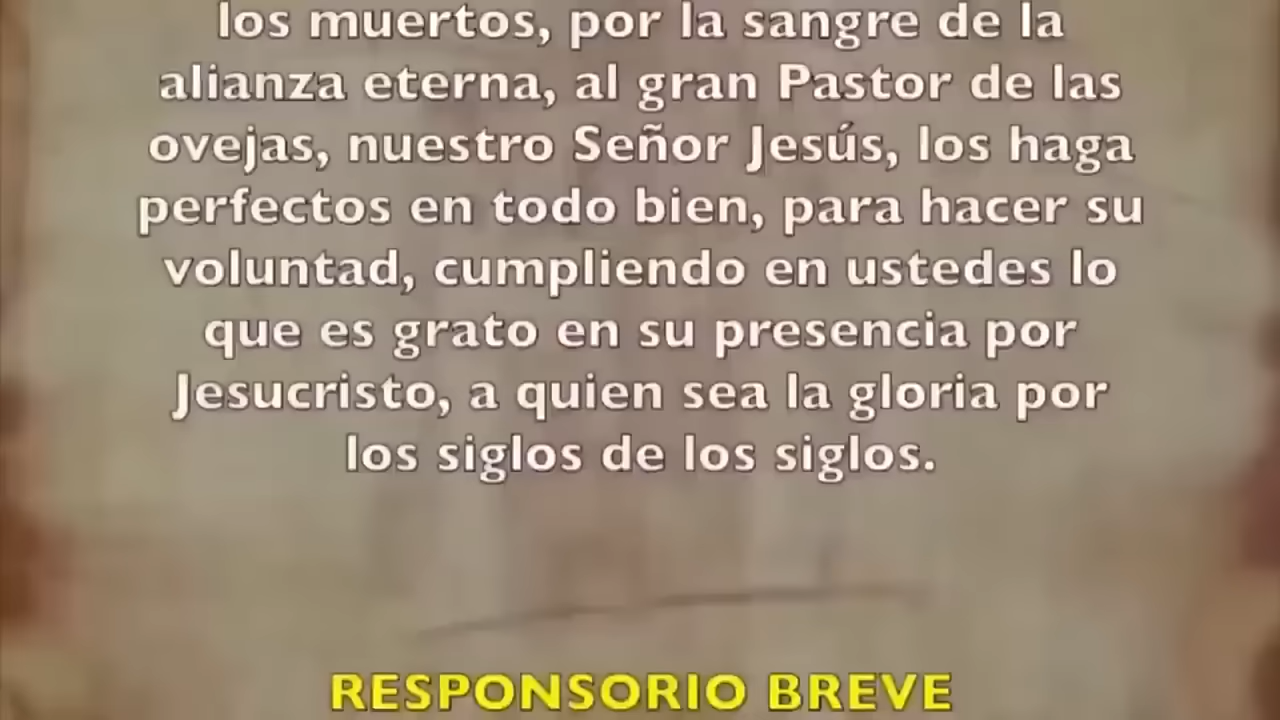 los muertos, por la sangre de la
alianza eterna, al gran Pastor de las
ovejas, nuestro Señor Jesús, los haga
perfectos en todo bien, para hacer su
voluntad, cumpliendo en ustedes lo
que es grato en su presencia por
Jesucristo, a quien sea la gloria por
los siglos de los siglos.
RESPONSORIO BREVE